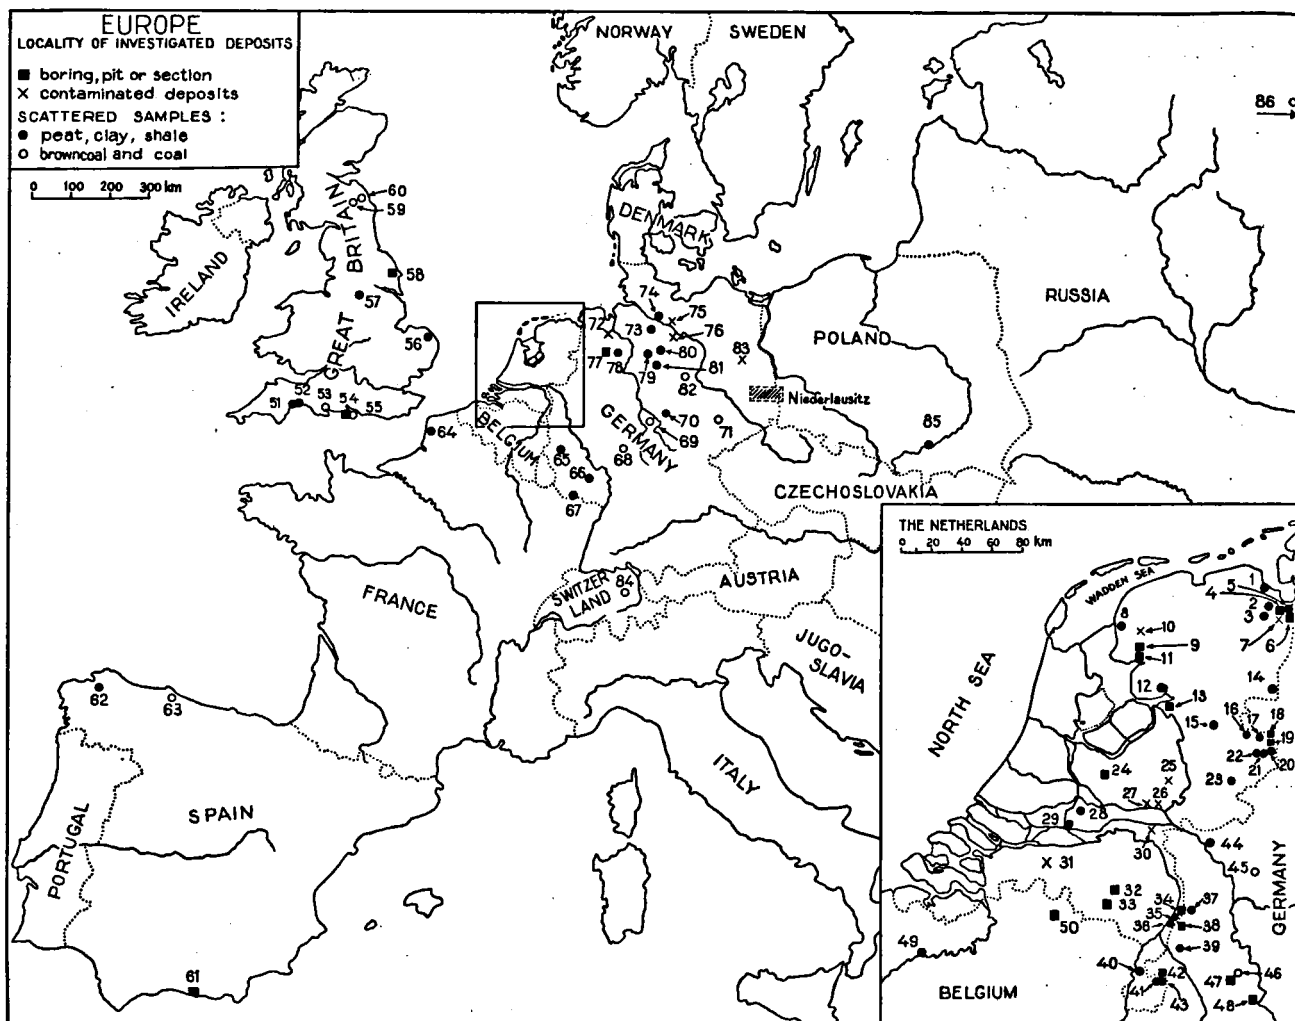 EUROPE
LOCALITY OF INVESTIGATED DEPOSITS
■ boring, pit or section
× contaminated deposits
SCATTERED SAMPLES :
● peat, clay, shale
○ browncoal and coal
0 100 200 300 km
NORWAY
SWEDEN
86
60
59
DENMARK
GREAT BRITAIN
IRELAND
58
57
56
RUSSIA
74
75
73
76
72
POLAND
77
78
80
83
79
81
82
Niederlausitz
51
52
53
54
55
64
BELGIUM
GERMANY
70
69
71
85
65
68
66
67
CZECHOSLOVAKIA
FRANCE
SWITZER
LAND
84
AUSTRIA
JUGO-
SLAVIA
62
63
ITALY
PORTUGAL
SPAIN
61
THE NETHERLANDS
0 20 40 60 80 km
WADDEN SEA
NORTH SEA
1
5
4
2
3
7
6
8
10
9
11
12
13
14
15
16
17
18
19
22
21
20
24
25
23
27
26
29
28
30
44
31
45
32
33
34
35
36
37
38
50
GERMANY
49
39
40
42
41
43
47
46
48
BELGIUM